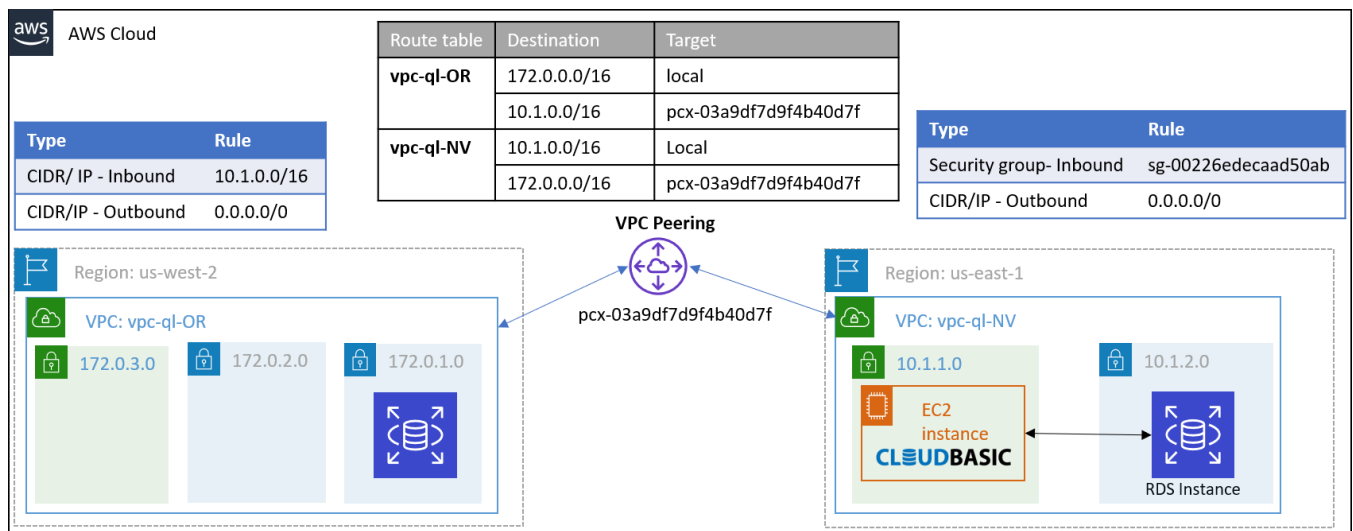 aws
AWS Cloud
Route table Destination Target
vpc-ql-OR 172.0.0.0/16 local
10.1.0.0/16 pcx-03a9df7d9f4b40d7f
vpc-ql-NV 10.1.0.0/16 Local
172.0.0.0/16 pcx-03a9df7d9f4b40d7f
Type Rule
CIDR/ IP - Inbound 10.1.0.0/16
CIDR/IP - Outbound 0.0.0.0/0
Type Rule
Security group- Inbound sg-00226edecaad50ab
CIDR/IP - Outbound 0.0.0.0/0
VPC Peering
pcx-03a9df7d9f4b40d7f
Region: us-west-2
VPC: vpc-ql-OR
172.0.3.0
172.0.2.0
172.0.1.0
Region: us-east-1
VPC: vpc-ql-NV
10.1.1.0
EC2
instance
CLOUDBASIC
10.1.2.0
RDS Instance